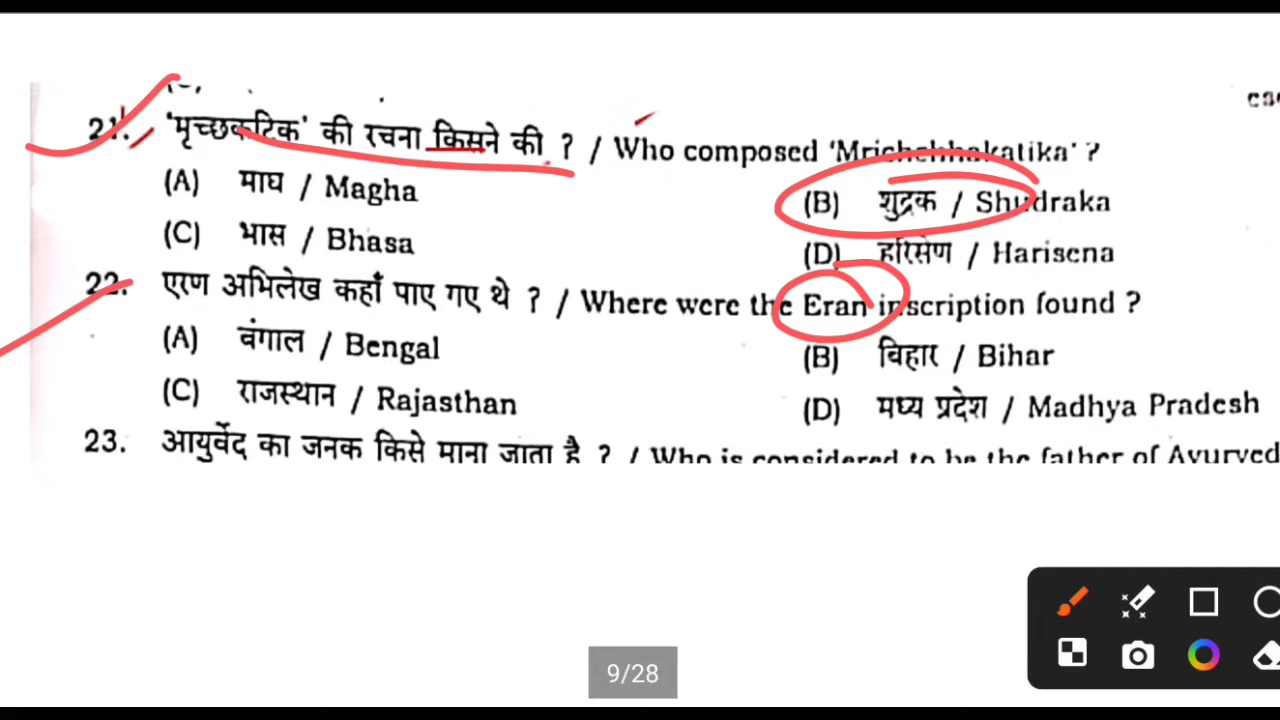 21. 'मृच्छकटिक' की रचना किसने की ? / Who composed 'Mrichchhakatika' ?
(A) माघ / Magha (B) शुद्रक / Shudraka
(C) भास / Bhasa (D) हरिसेण / Harisena
22. एरण अभिलेख कहाँ पाए गए थे ? / Where were the Eran inscription found ?
(A) बंगाल / Bengal (B) बिहार / Bihar
(C) राजस्थान / Rajasthan (D) मध्य प्रदेश / Madhya Pradesh
23. आयुर्वेद का जनक किसे माना जाता है ? / Who is considered to be the father of Ayurved
9/28